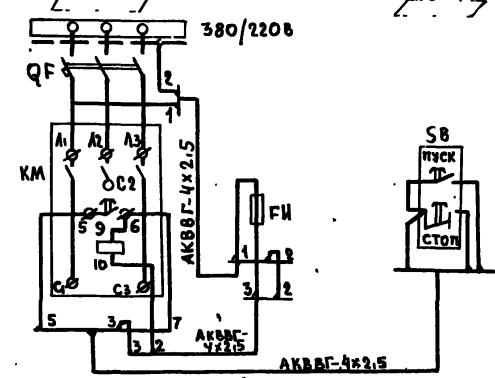 380/220В
QF
2
1
Л1 Л2 Л3
КМ
С2
5 9 6
10
С1 С3
5 3 7
3 2
АКВВГ-4×2,5
FU
1 2
3 2
АКВВГ-
4×2,5
АКВВГ-4×2,5
SB
ПУСК
СТОП